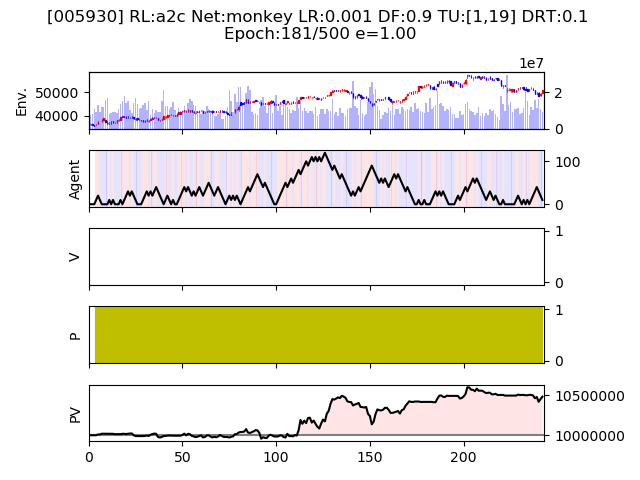 [005930] RL:a2c Net:monkey LR:0.001 DF:0.9 TU:[1,19] DRT:0.1
Epoch:181/500 e=1.00
1e7
Env.
50000
40000
2
0
Agent
100
0
V
1
0
P
1
0
PV
10500000
10000000
0 50 100 150 200